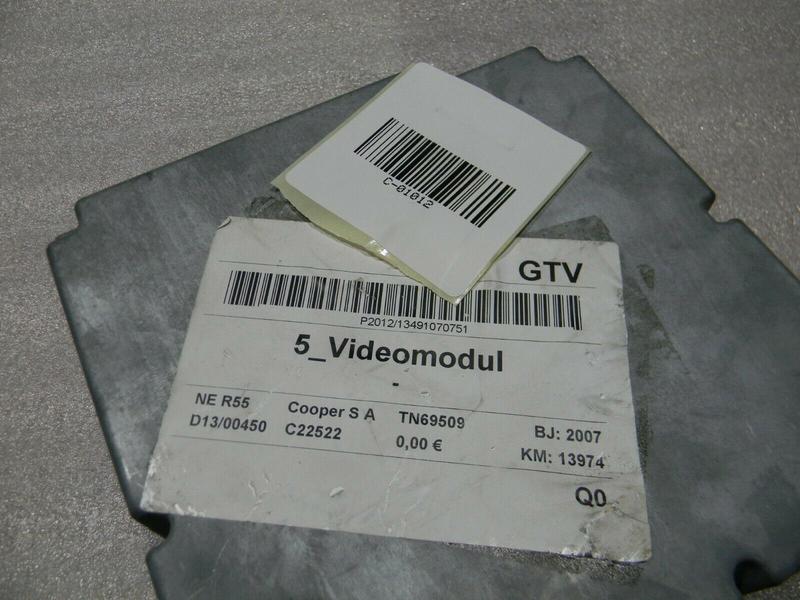 C-01012
GTV
P2012/13491070751
5_Videomodul
-
NE R55 Cooper S A TN69509 BJ: 2007
D13/00450 C22522 0,00 € KM: 13974
Q0